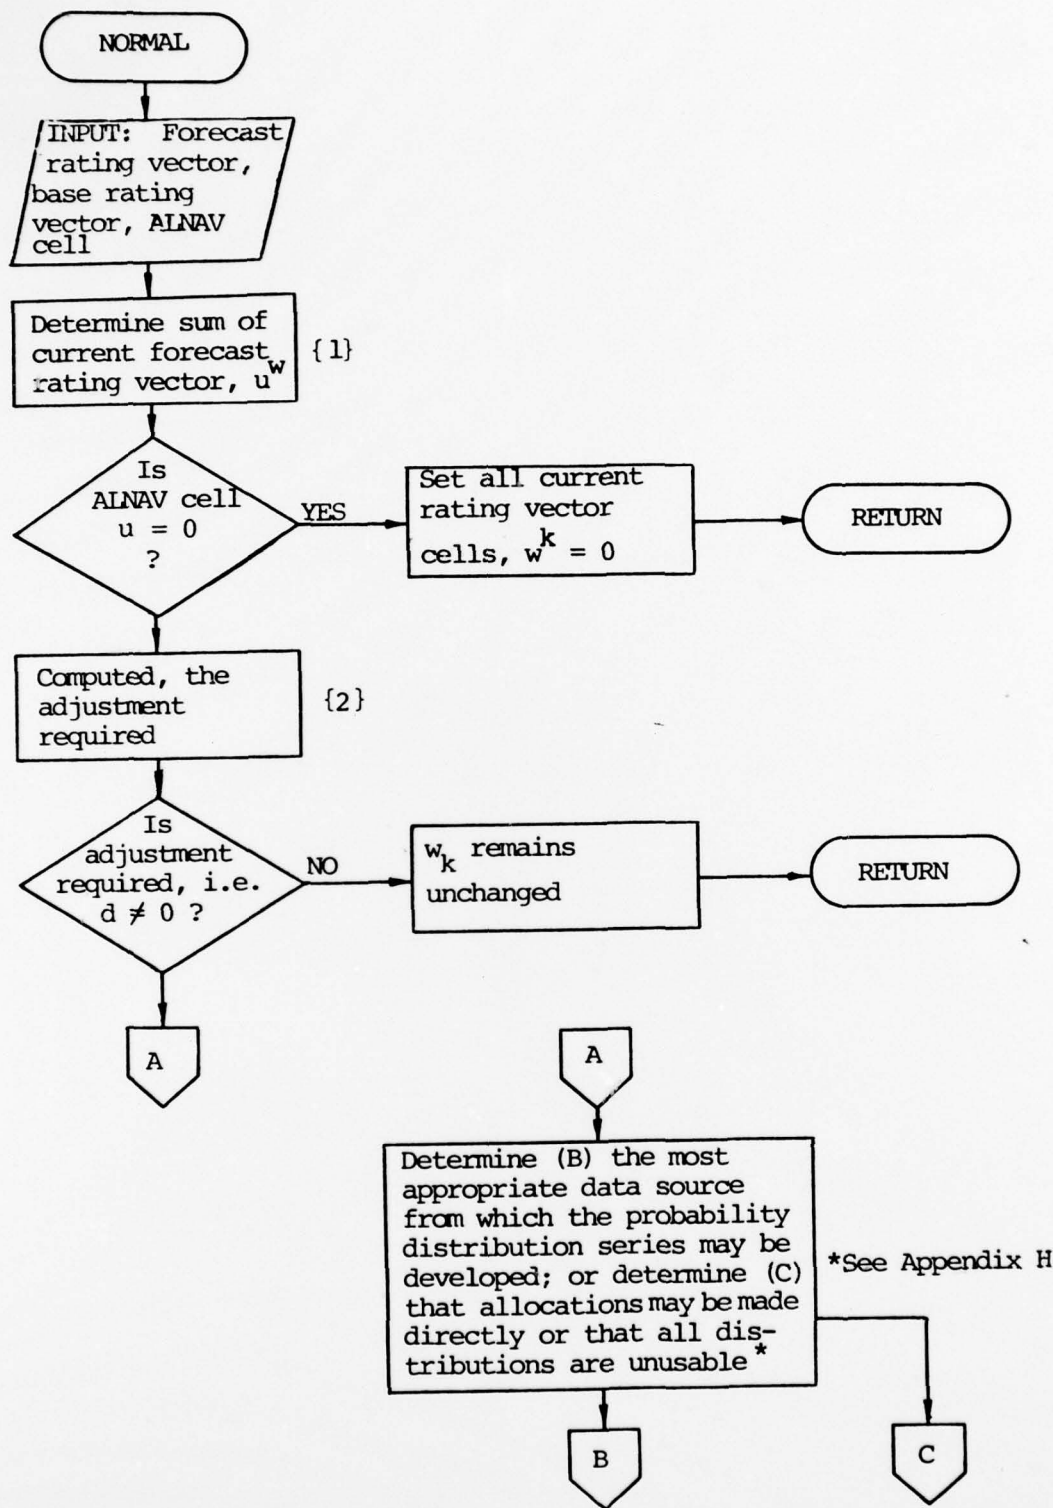 NORMAL
INPUT: Forecast
rating vector,
base rating
vector, ALNAV
cell
Determine sum of
current forecast
rating vector, u^w
{1}
Is
ALNAV cell
u = 0
?
YES
Set all current
rating vector
cells, w^k = 0
RETURN
Computed, the
adjustment
required
{2}
Is
adjustment
required, i.e.
d ≠ 0 ?
NO
w_k remains
unchanged
RETURN
A
A
Determine (B) the most
appropriate data source
from which the probability
distribution series may be
developed; or determine (C)
that allocations may be made
directly or that all dis-
tributions are unusable*
*See Appendix H
B
C